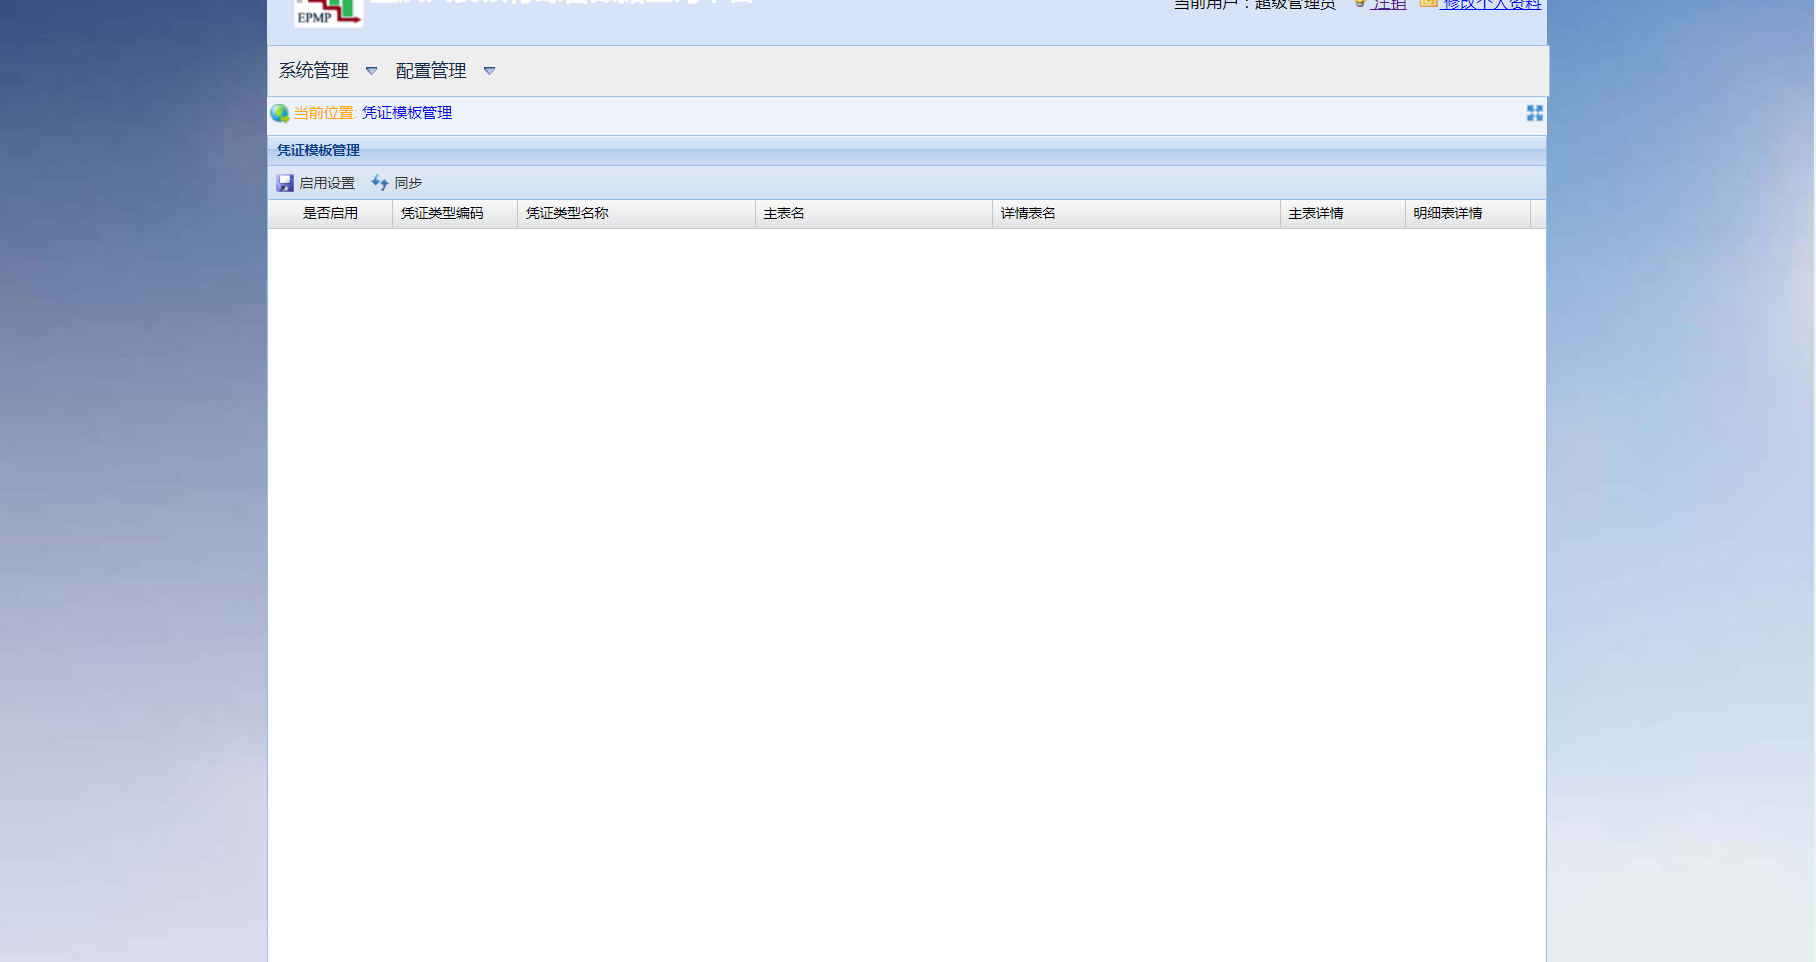 EPMP
当前用户：超级管理员 注销 修改个人资料
系统管理 配置管理
当前位置: 凭证模板管理
凭证模板管理
启用设置 同步
是否启用 凭证类型编码 凭证类型名称 主表名 详情表名 主表详情 明细表详情